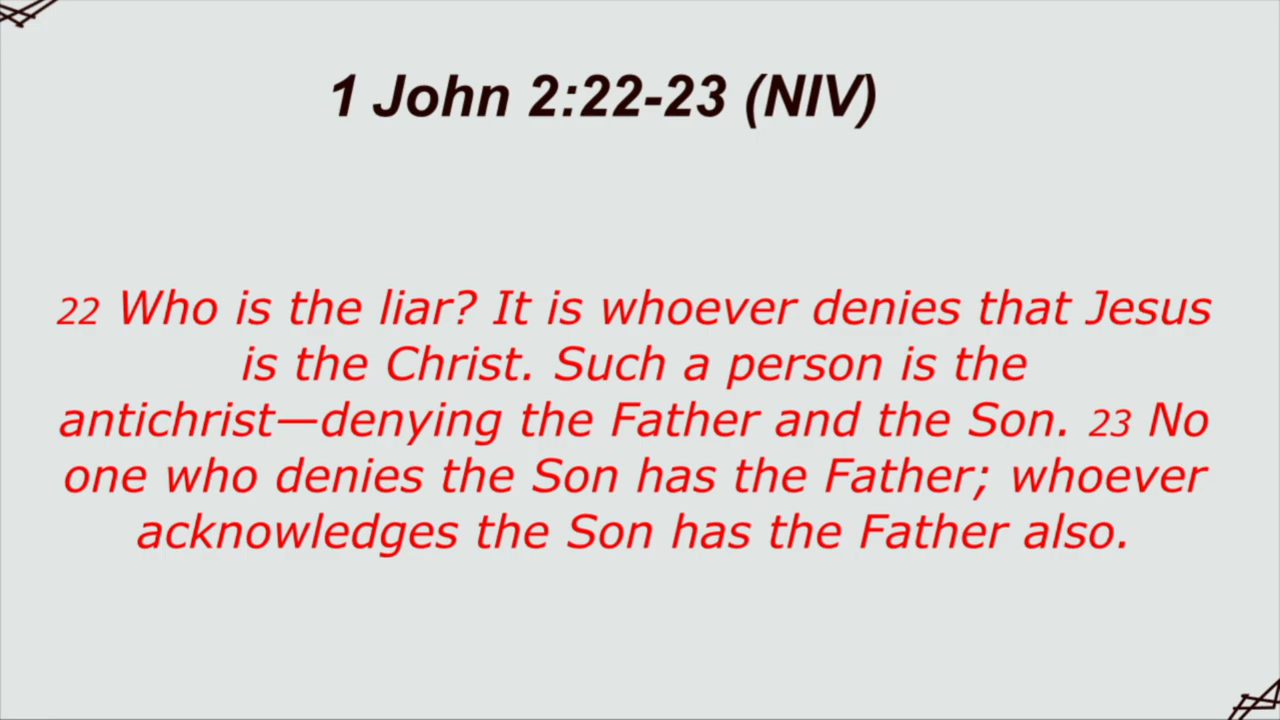 1 John 2:22-23 (NIV)
22 Who is the liar? It is whoever denies that Jesus
is the Christ. Such a person is the
antichrist—denying the Father and the Son. 23 No
one who denies the Son has the Father; whoever
acknowledges the Son has the Father also.